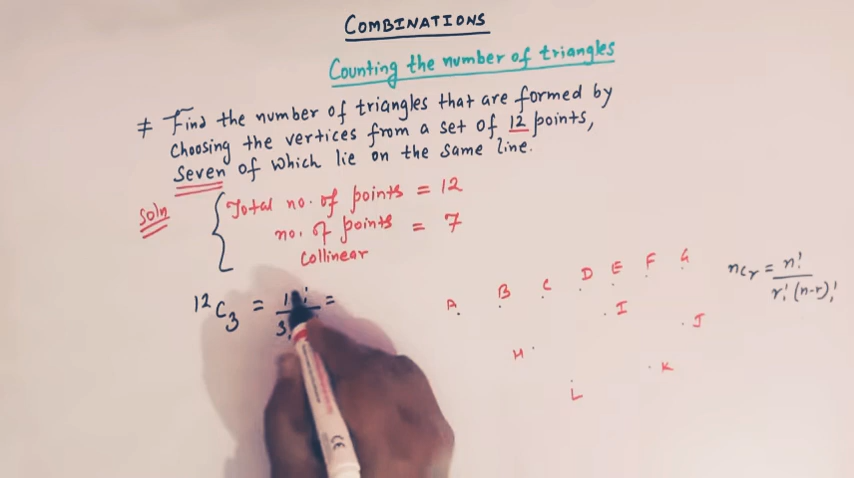 COMBINATIONS
Counting the number of triangles
# Find the number of triangles that are formed by
choosing the vertices from a set of 12 points,
Seven of which lie on the same line.
Soln
Total no. of points = 12
no. of points = 7
Collinear
12C3 = =
3
A B C D E F G
H I J
K
L
nCr = n!
r!(n-r)!
CE